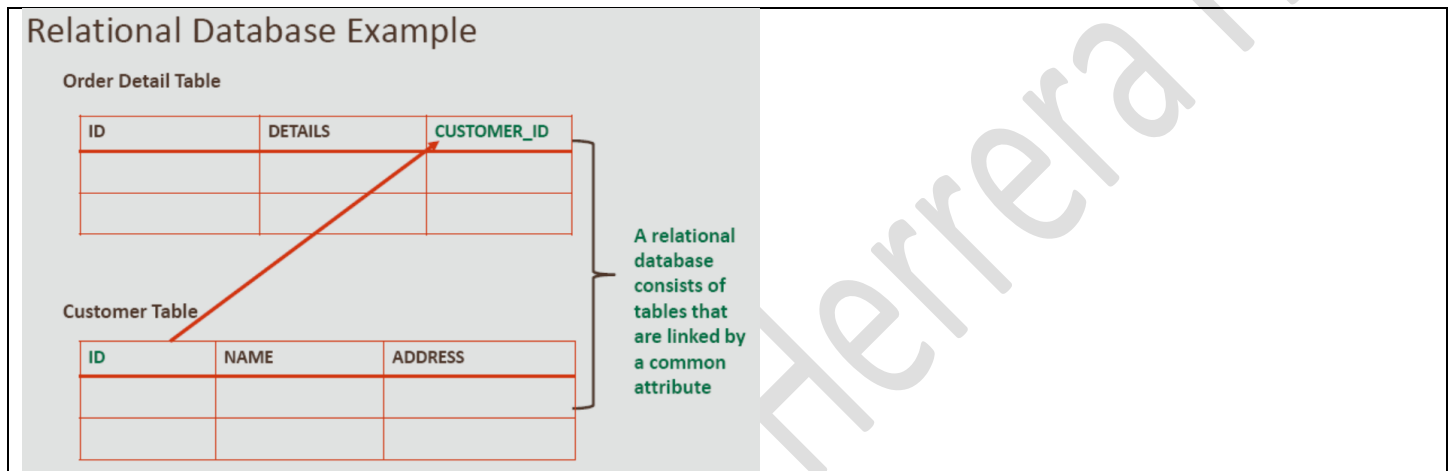 Relational Database Example
Order Detail Table
ID DETAILS CUSTOMER_ID
A relational
database
consists of
tables that
are linked by
a common
attribute
Customer Table
ID NAME ADDRESS
Herrera